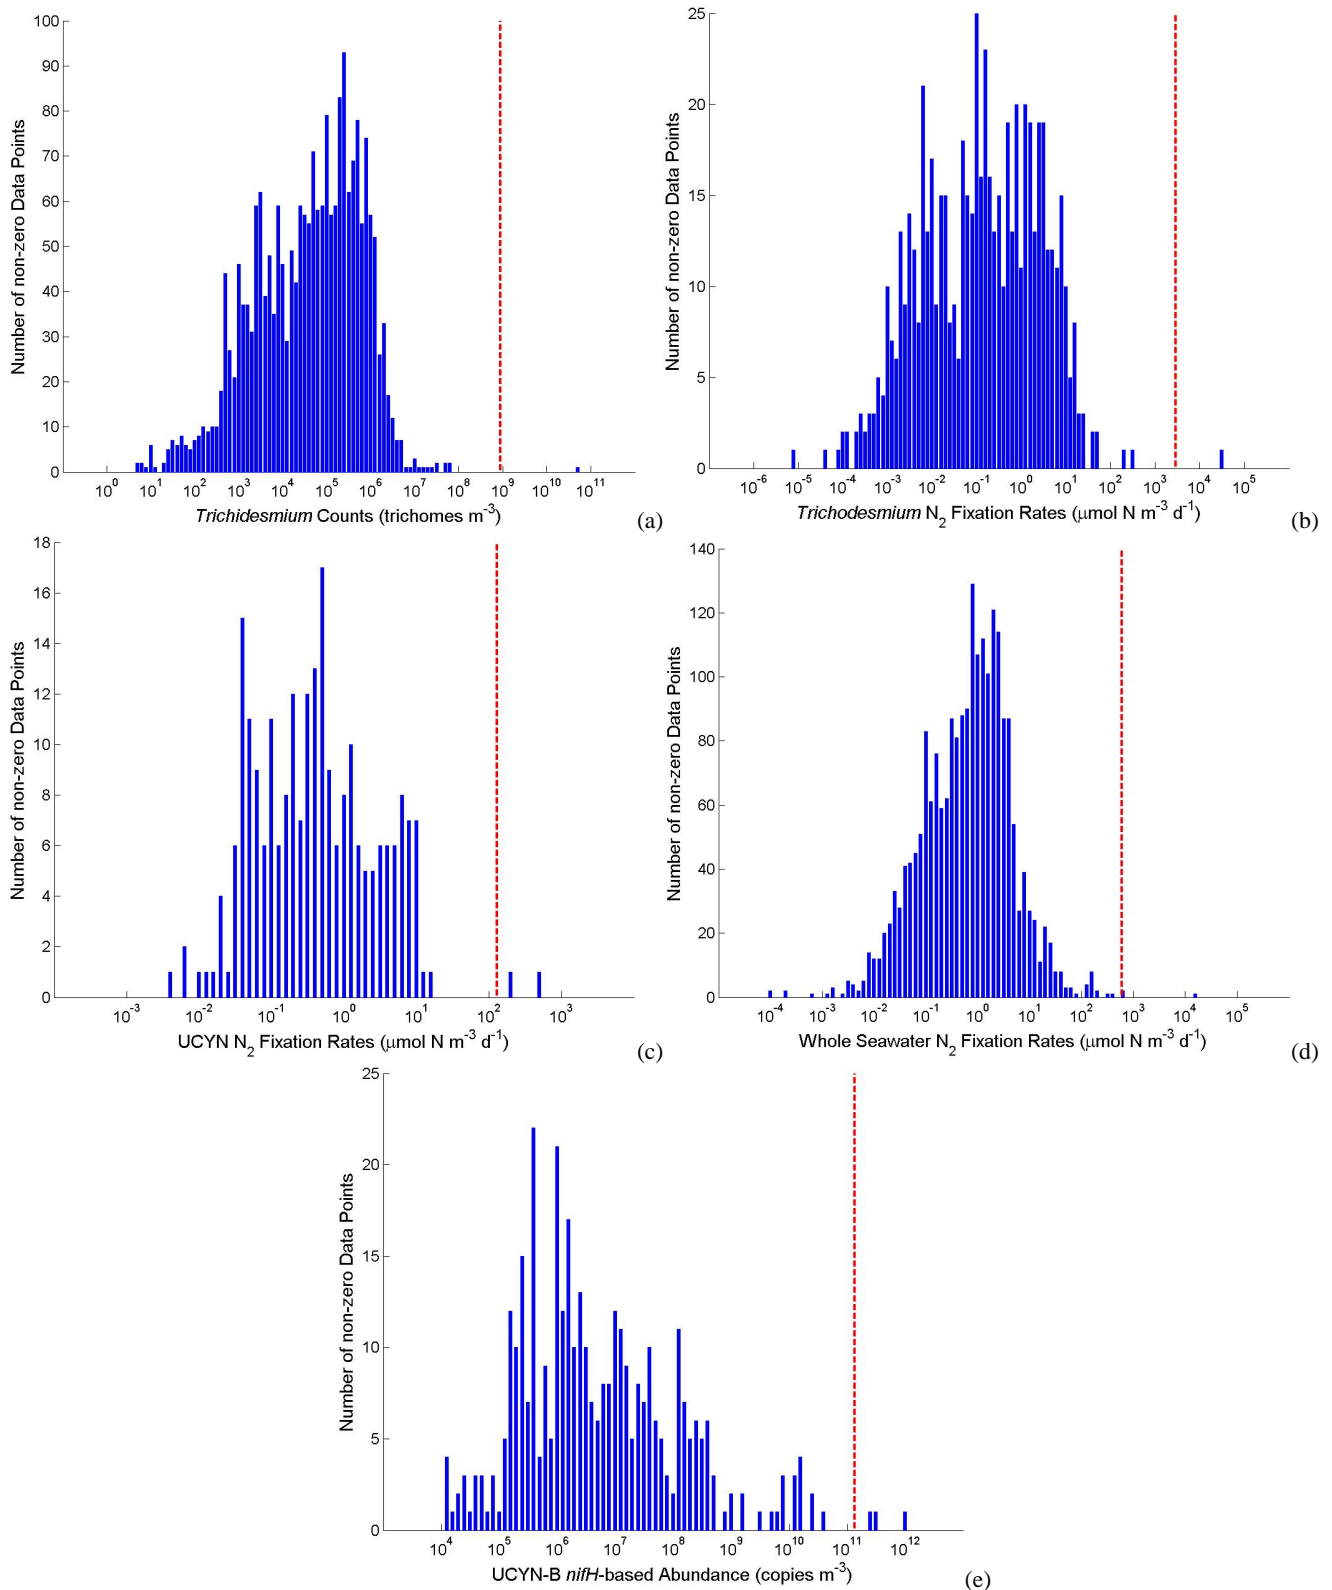 100
90
80
70
60
50
40
30
20
10
0
Number of non-zero Data Points
10^0 10^1 10^2 10^3 10^4 10^5 10^6 10^7 10^8 10^9 10^10 10^11
Trichidesmium Counts (trichomes m^-3)
(a)
25
20
15
10
5
0
Number of non-zero Data Points
10^-6 10^-5 10^-4 10^-3 10^-2 10^-1 10^0 10^1 10^2 10^3 10^4 10^5
Trichodesmium N_2 Fixation Rates (μmol N m^-3 d^-1)
(b)
18
16
14
12
10
8
6
4
2
0
Number of non-zero Data Points
10^-3 10^-2 10^-1 10^0 10^1 10^2 10^3
UCYN N_2 Fixation Rates (μmol N m^-3 d^-1)
(c)
140
120
100
80
60
40
20
0
Number of non-zero Data Points
10^-4 10^-3 10^-2 10^-1 10^0 10^1 10^2 10^3 10^4 10^5
Whole Seawater N_2 Fixation Rates (μmol N m^-3 d^-1)
(d)
25
20
15
10
5
0
Number of non-zero Data Points
10^4 10^5 10^6 10^7 10^8 10^9 10^10 10^11 10^12
UCYN-B nifH-based Abundance (copies m^-3)
(e)